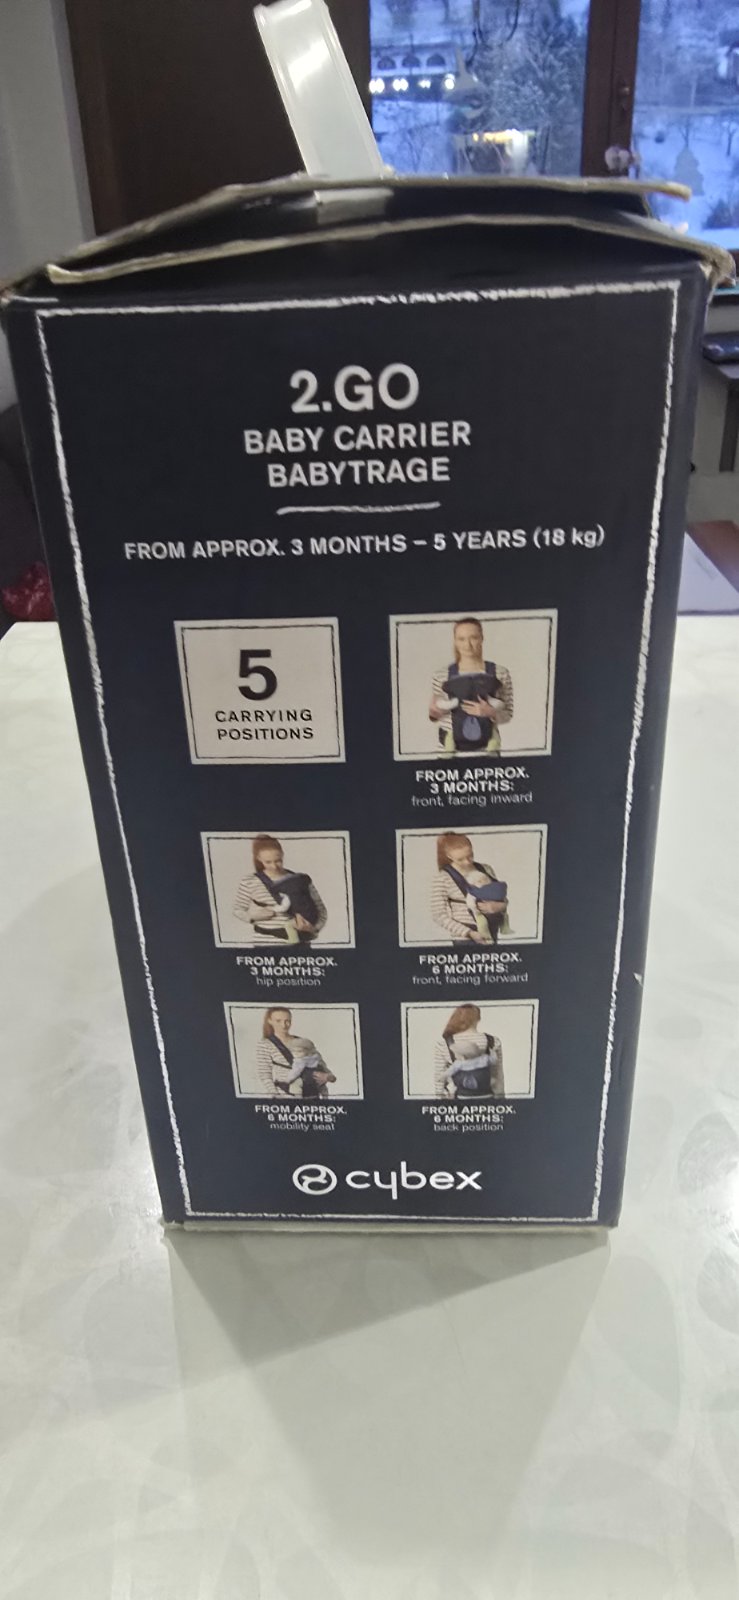 2.GO
BABY CARRIER
BABYTRAGE
FROM APPROX. 3 MONTHS – 5 YEARS (18 kg)
5
CARRYING
POSITIONS
FROM APPROX.
3 MONTHS:
front, facing inward
FROM APPROX.
3 MONTHS:
hip position
FROM APPROX.
6 MONTHS:
front, facing forward
FROM APPROX.
6 MONTHS:
mobility seat
FROM APPROX.
6 MONTHS:
back position
cybex